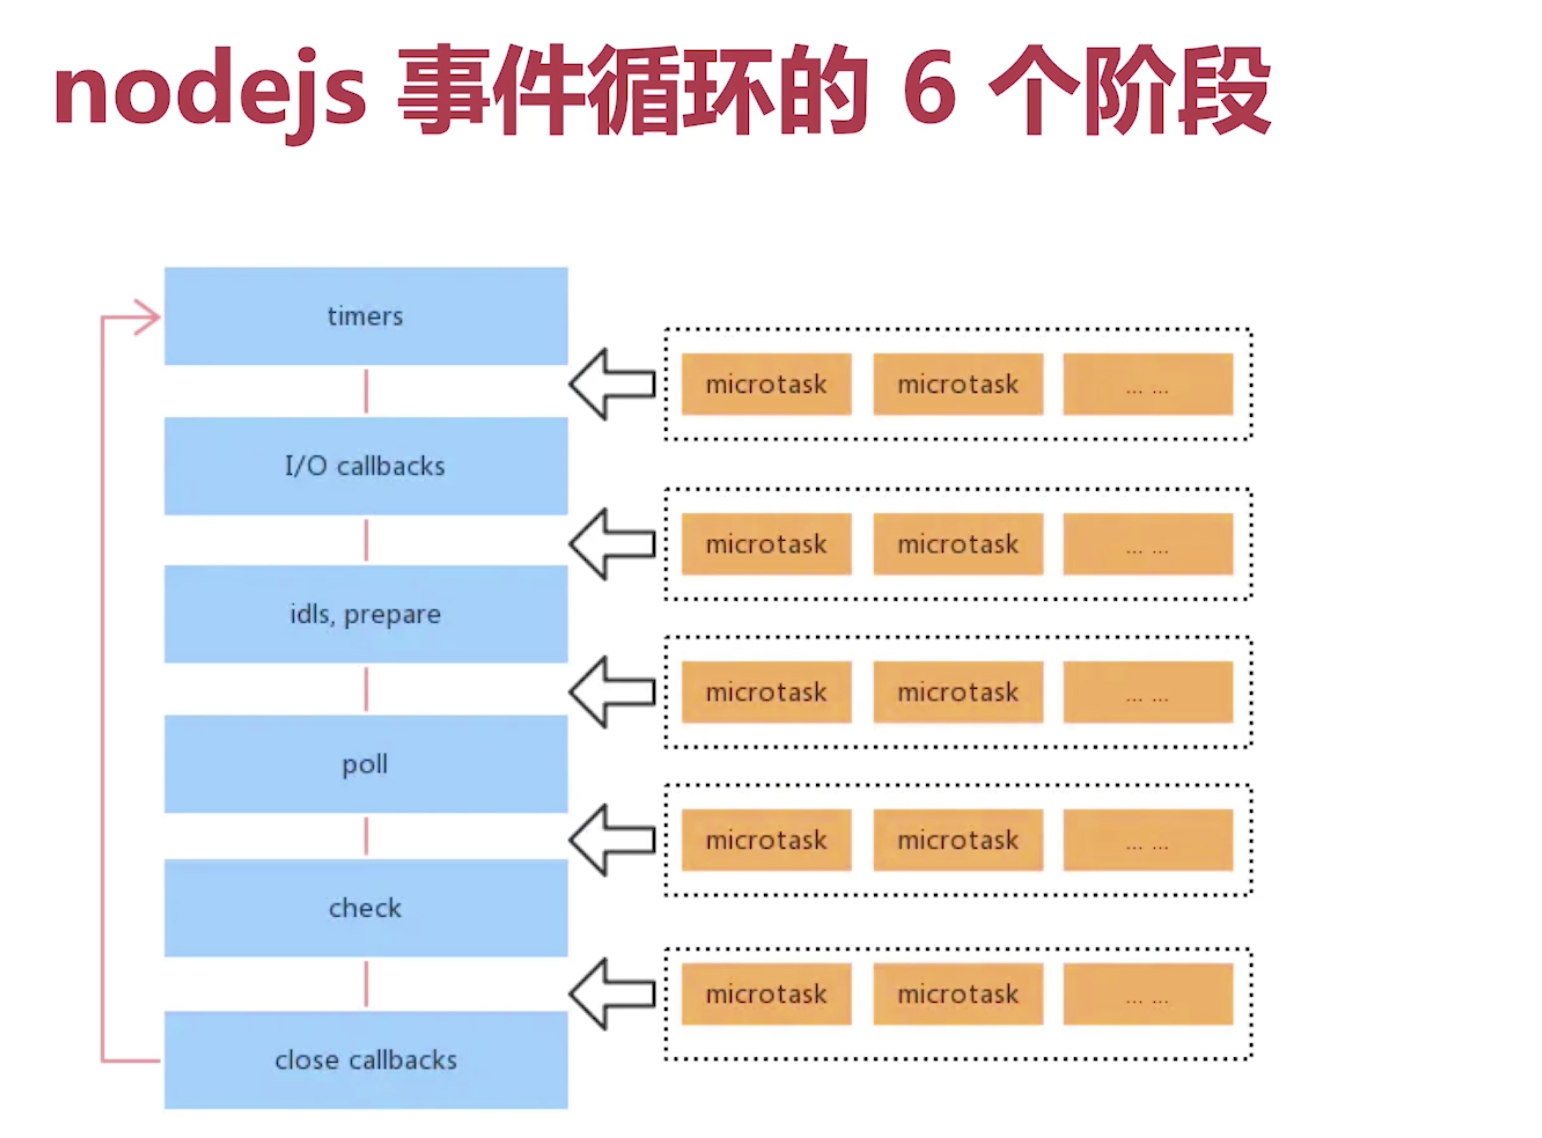 nodejs 事件循环的 6 个阶段
timers
microtask microtask ... ...
I/O callbacks
microtask microtask ... ...
idls, prepare
microtask microtask ... ...
poll
microtask microtask ... ...
check
microtask microtask ... ...
close callbacks